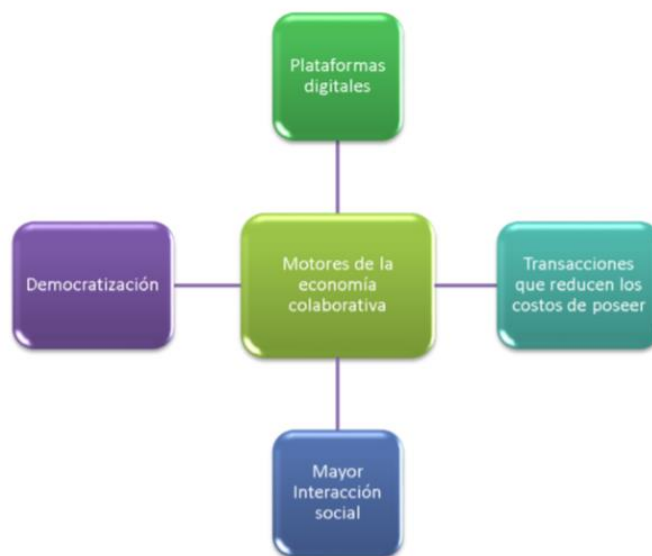 Plataformas
digitales
Democratización
Motores de la
economía
colaborativa
Transacciones
que reducen los
costos de poseer
Mayor
Interacción
social